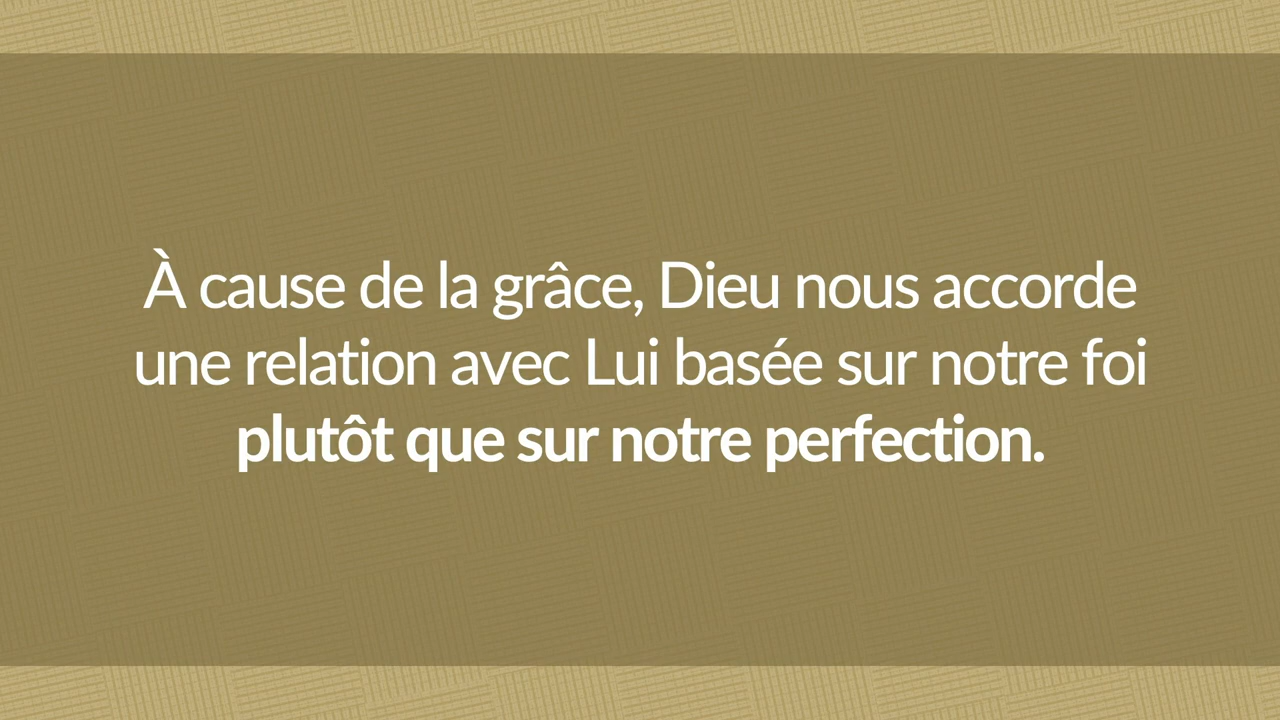 À cause de la grâce, Dieu nous accorde
une relation avec Lui basée sur notre foi
plutôt que sur notre perfection.